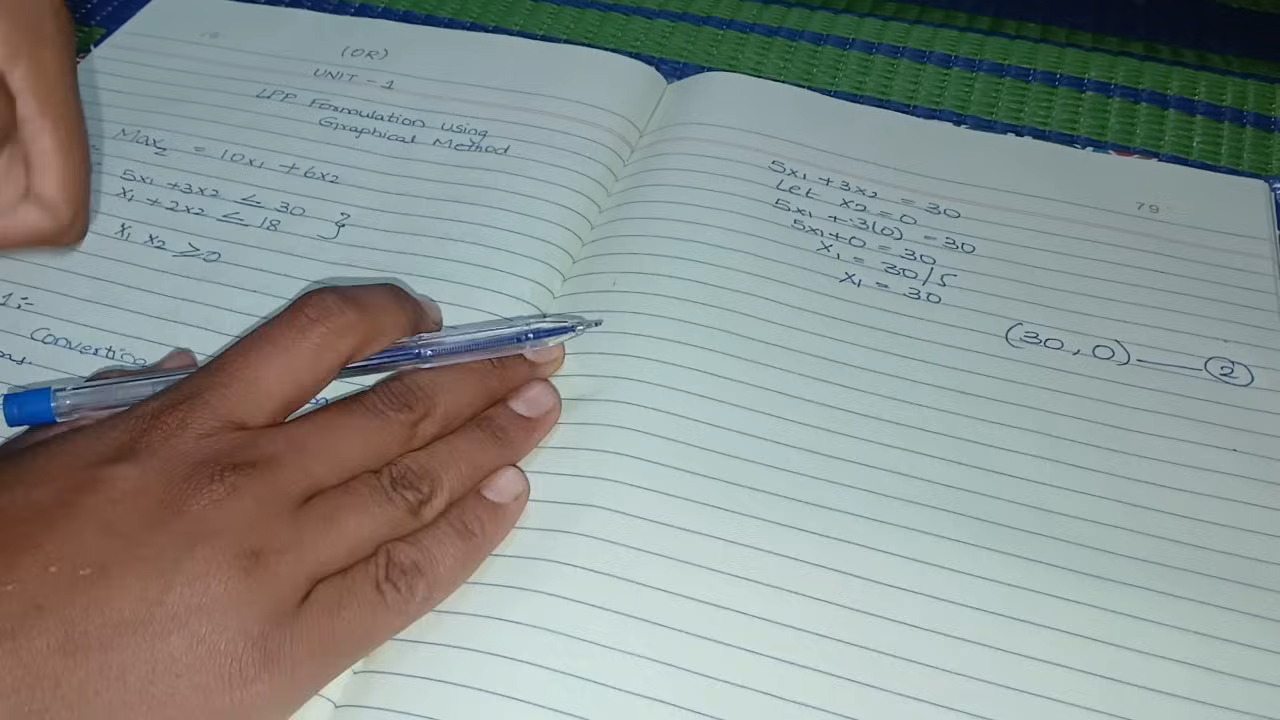 (OR)
UNIT - 1
LPP Formulation using
Graphical Method
Max z = 10x1 + 6x2
5x1 + 3x2 ≤ 30 }
x1 + 2x2 ≤ 18
x1 x2 ≥ 0
1:-
Converting
79
5x1 + 3x2 = 30
Let x2 = 0
5x1 + 3(0) = 30
5x1 + 0 = 30
x1 = 30/5
x1 = 30
(30, 0) — ②